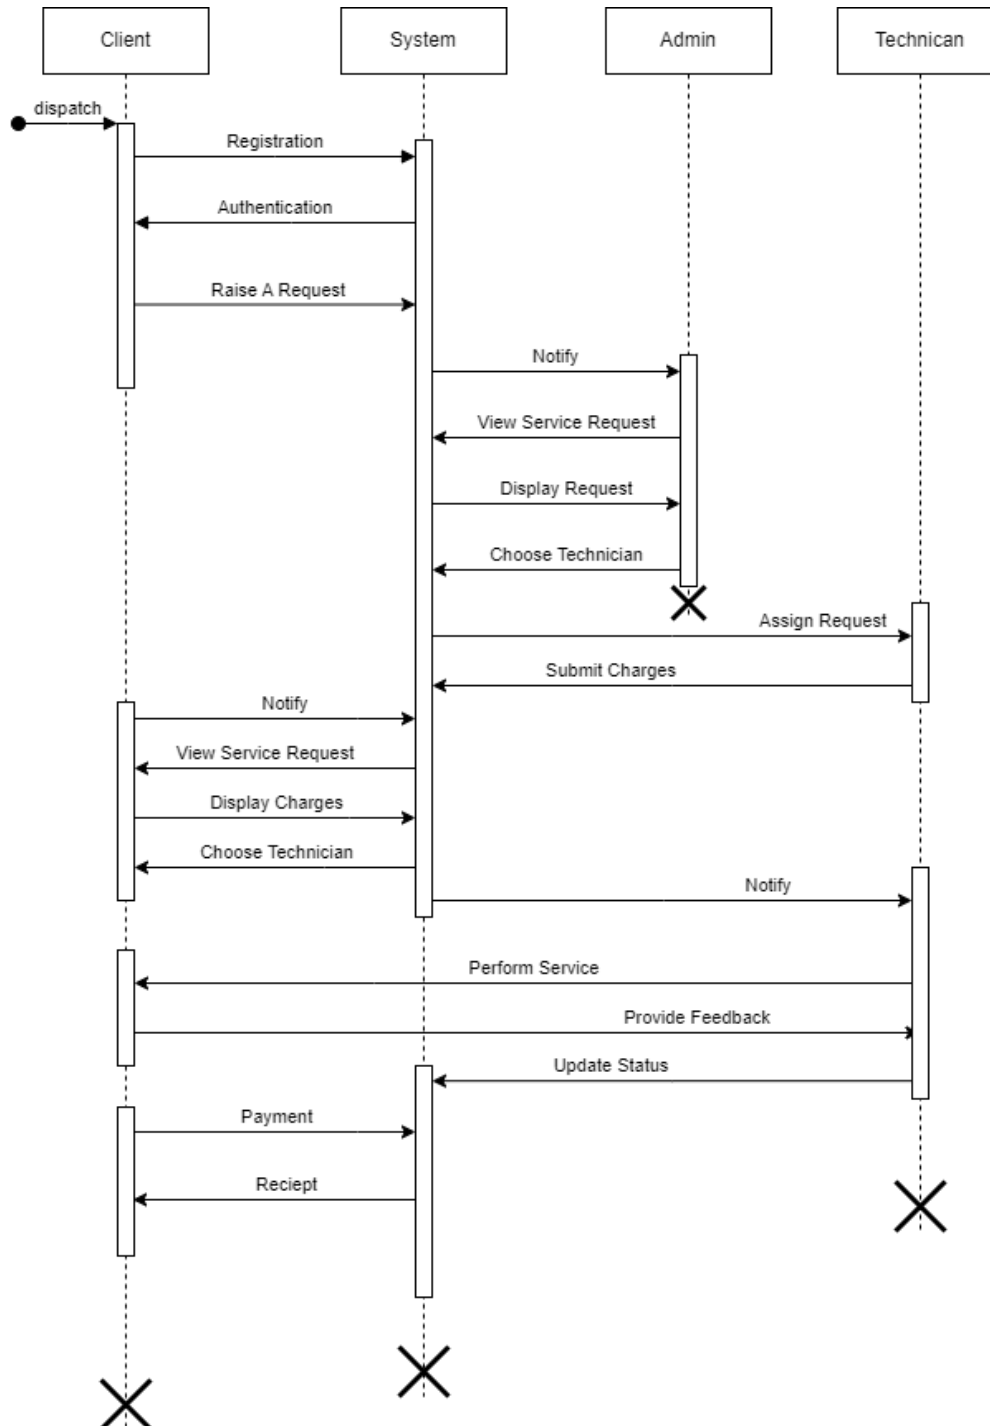 Client
System
Admin
Technican
dispatch
Registration
Authentication
Raise A Request
Notify
View Service Request
Display Request
Choose Technician
Assign Request
Submit Charges
Notify
View Service Request
Display Charges
Choose Technician
Notify
Perform Service
Provide Feedback
Update Status
Payment
Reciept